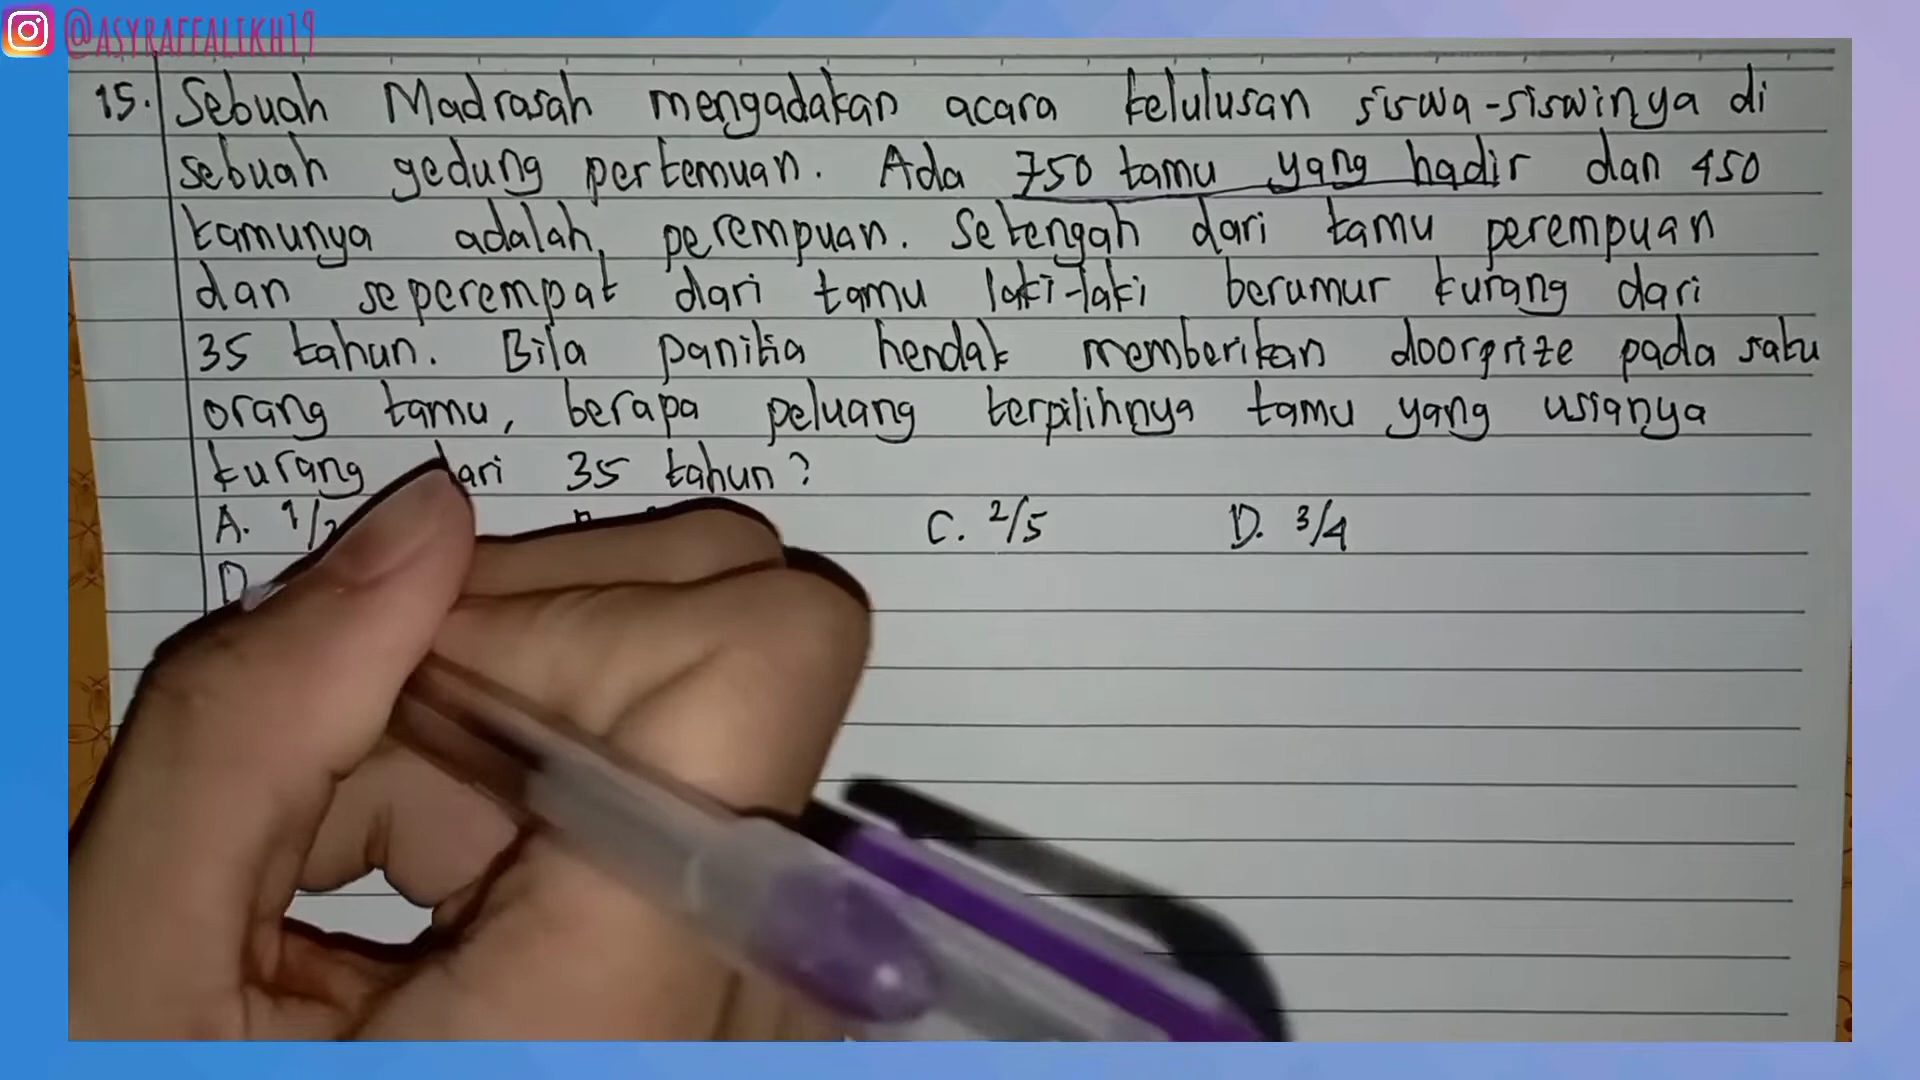 @ASYRAFFALIKH19
15. Sebuah Madrasah mengadakan acara kelulusan siswa-siswinya di
sebuah gedung pertemuan. Ada 750 tamu yang hadir dan 450
tamunya adalah perempuan. Setengah dari tamu perempuan
dan seperempat dari tamu laki-laki berumur kurang dari
35 tahun. Bila panitia hendak memberikan doorprize pada satu
orang tamu, berapa peluang terpilihnya tamu yang usianya
kurang dari 35 tahun?
A. 1/2 C. 2/5 D. 3/4
D